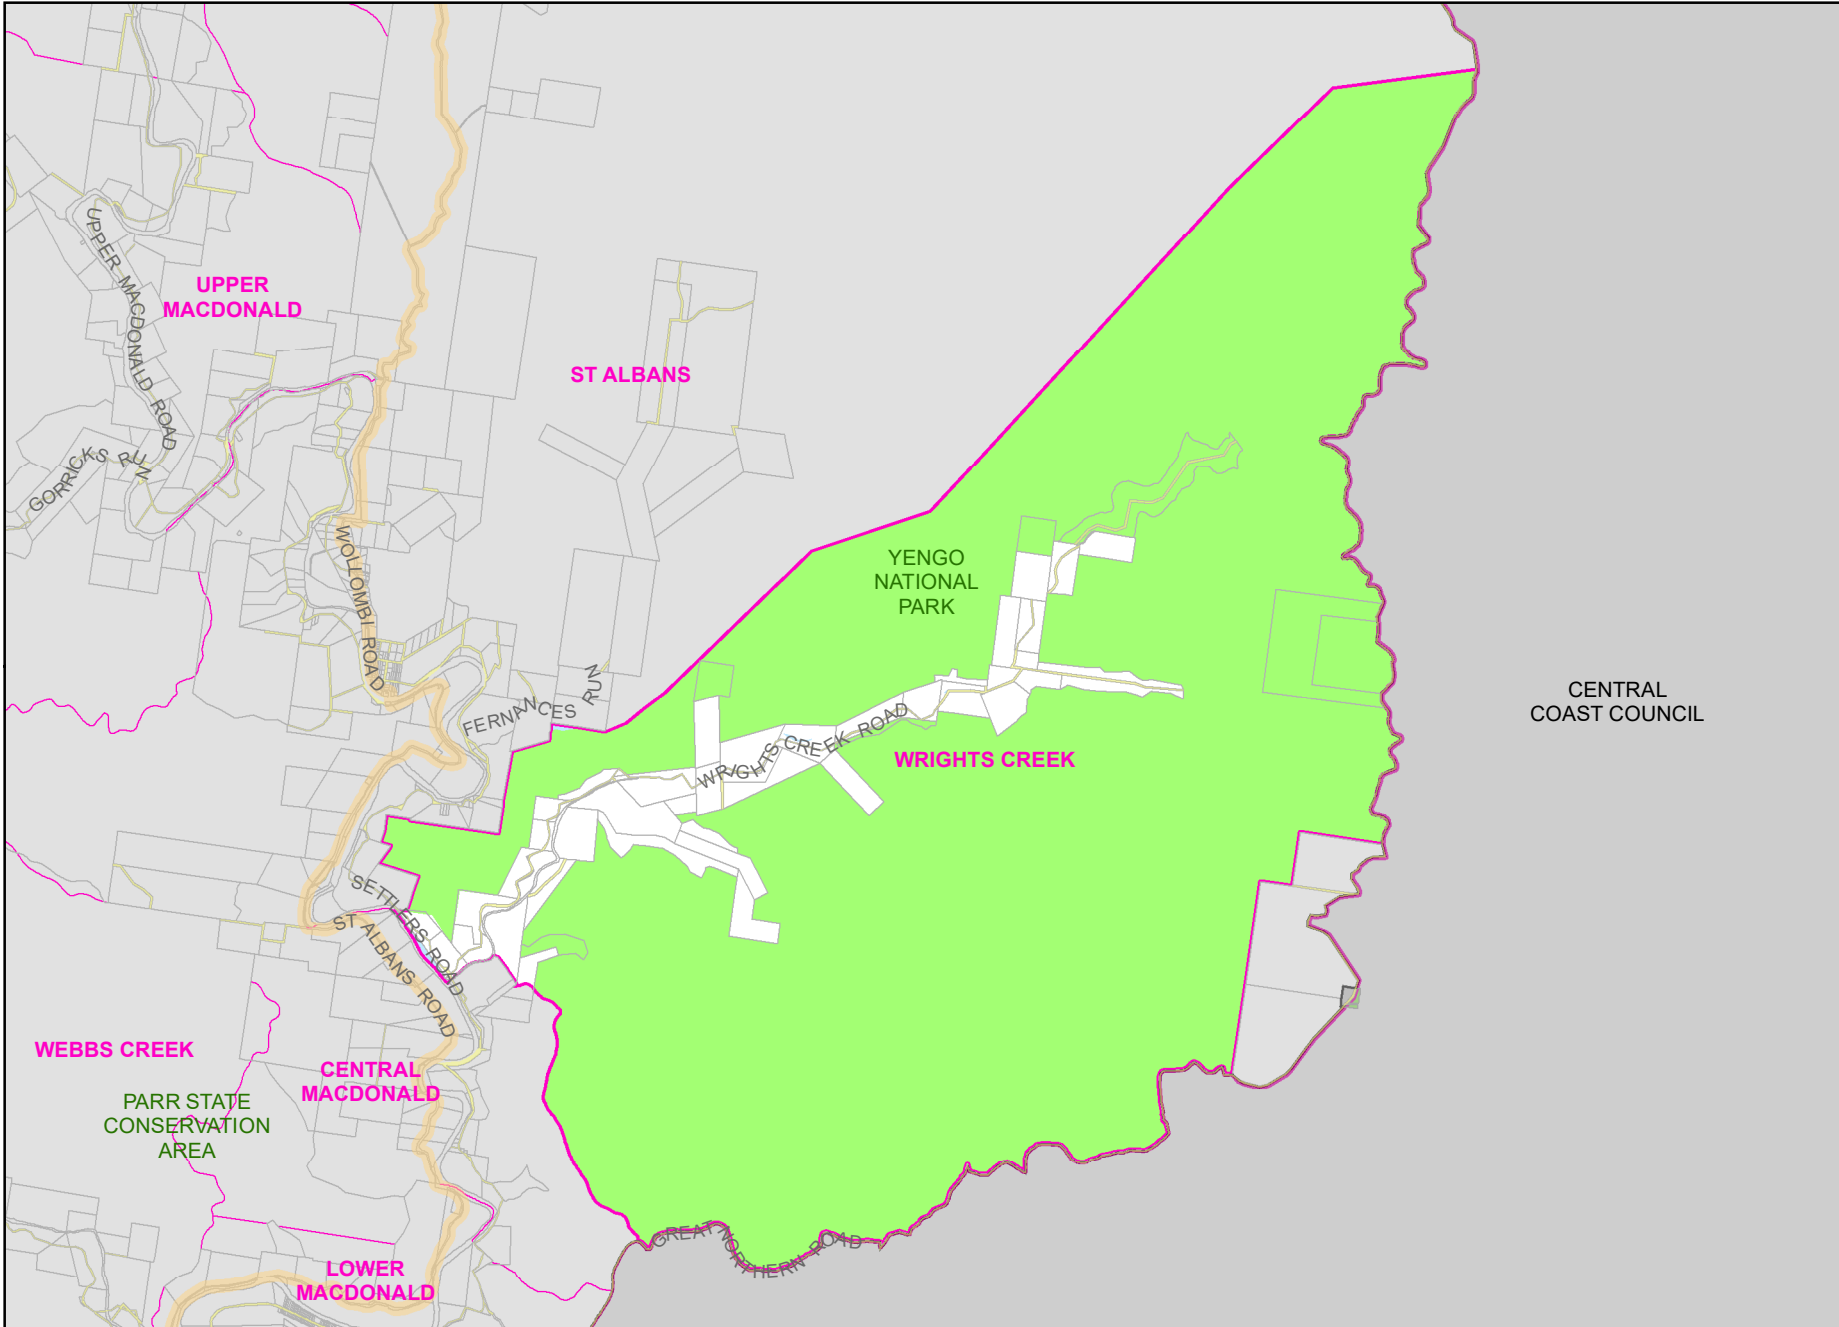 UPPER MACDONALD ROAD
UPPER
MACDONALD
ST ALBANS
GORRICKS RUN
WOLLOMBI ROAD
YENGO
NATIONAL
PARK
FERNANCES RUN
CENTRAL
COAST COUNCIL
WRIGHTS CREEK ROAD
WRIGHTS CREEK
SETTLERS ROAD
ST ALBANS ROAD
WEBBS CREEK
CENTRAL
MACDONALD
PARR STATE
CONSERVATION
AREA
GREAT NORTHERN ROAD
LOWER
MACDONALD